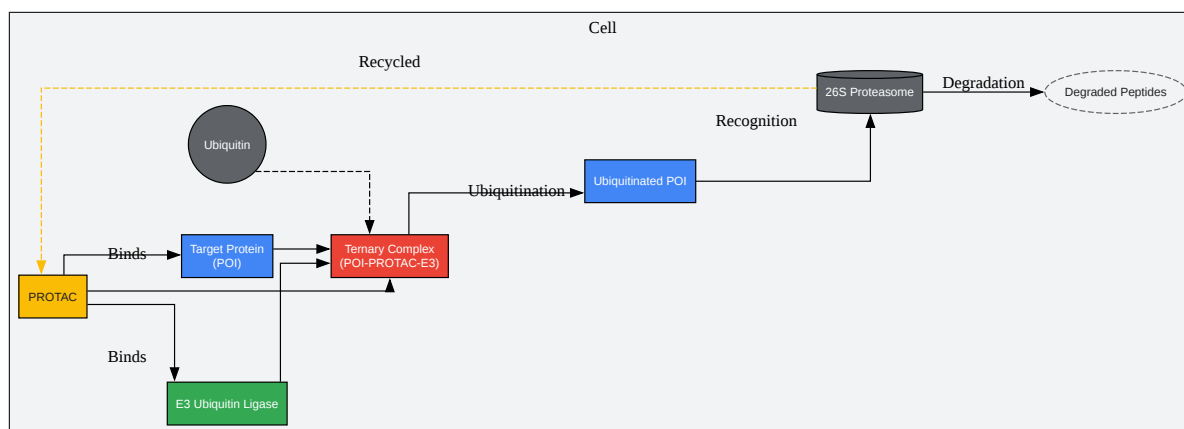 Cell
Recycled
26S Proteasome
Degradation
Degraded Peptides
Recognition
Ubiquitin
Ubiquitination
Ubiquitinated POI
Binds
Target Protein
(POI)
Ternary Complex
(POI-PROTAC-E3)
PROTAC
Binds
E3 Ubiquitin Ligase